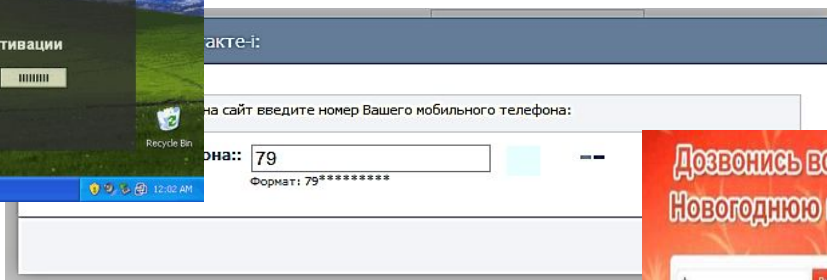 тивации
акте-i:
на сайт введите номер Вашего мобильного телефона:
Recycle Bin
она::
79
Формат: 79*********
12:02 AM
Дозвонись
Новогоднюю